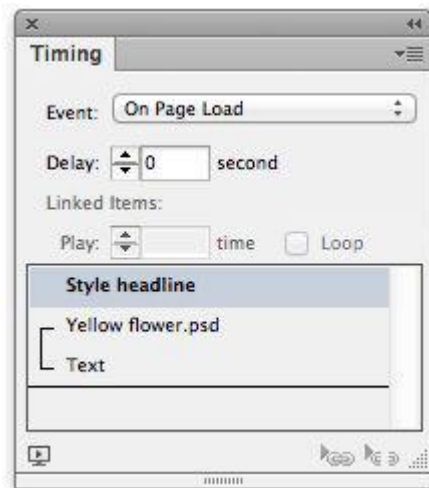 Timing
Event: On Page Load
Delay: 0 second
Linked Items:
Play: time Loop
Style headline
Yellow flower.psd
Text